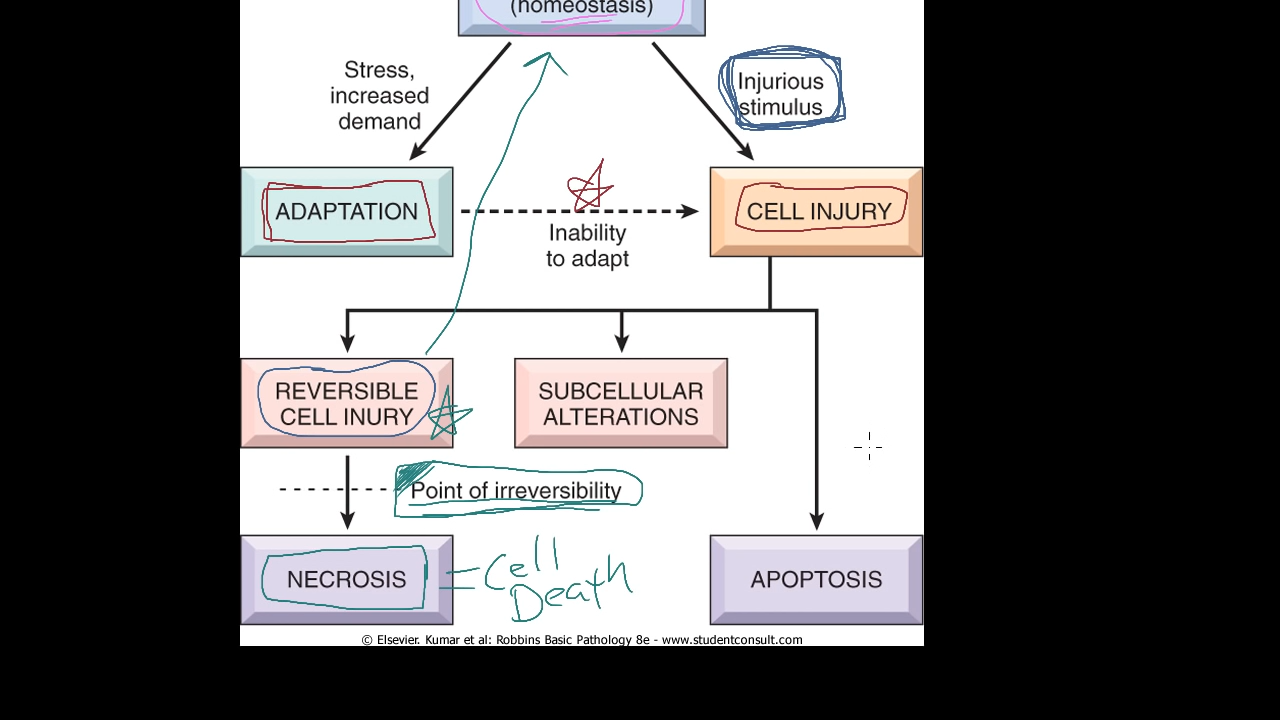 (homeostasis)
Stress,
increased
demand
Injurious
stimulus
ADAPTATION
Inability
to adapt
CELL INJURY
REVERSIBLE
CELL INURY
SUBCELLULAR
ALTERATIONS
Point of irreversibility
NECROSIS
= Cell
Death
APOPTOSIS
© Elsevier. Kumar et al: Robbins Basic Pathology 8e - www.studentconsult.com